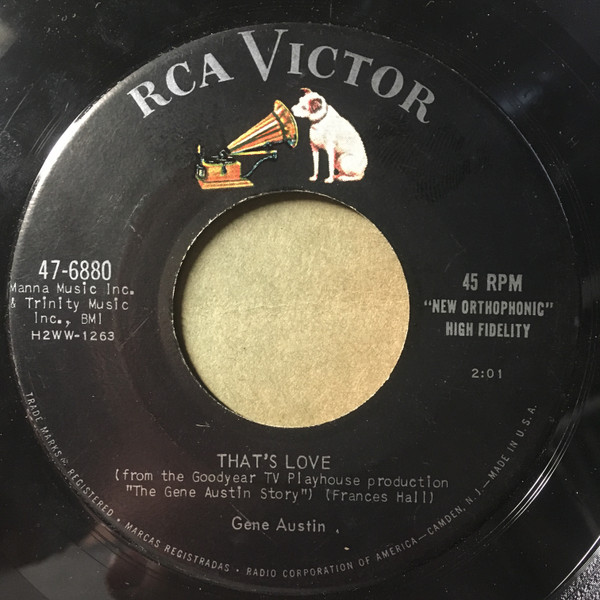 RCA VICTOR
47-6880
Manna Music Inc.
& Trinity Music
Inc., BMI
H2WW-1263
45 RPM
"NEW ORTHOPHONIC"
HIGH FIDELITY
2:01
THAT'S LOVE
(from the Goodyear TV Playhouse production
"The Gene Austin Story") (Frances Hall)
Gene Austin
TRADE MARKS ® REGISTERED • MARCAS REGISTRADAS • RADIO CORPORATION OF AMERICA—CAMDEN, N. J.—MADE IN U.S.A.